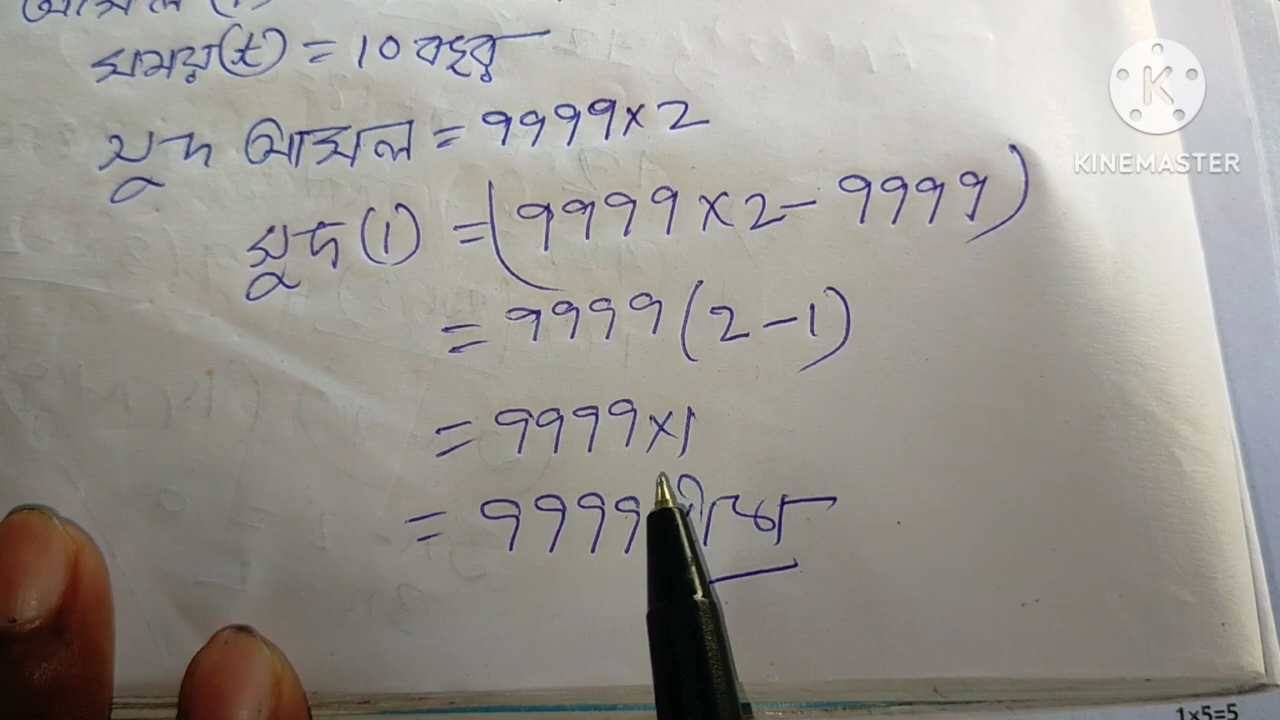 আসল (P)
সময়(t) = 10 বছর
সুদ আসল = 9999×2
সুদ (I) = (9999×2-9999)
= 9999(2-1)
= 9999×1
= 9999
KINEMASTER
1×5=5